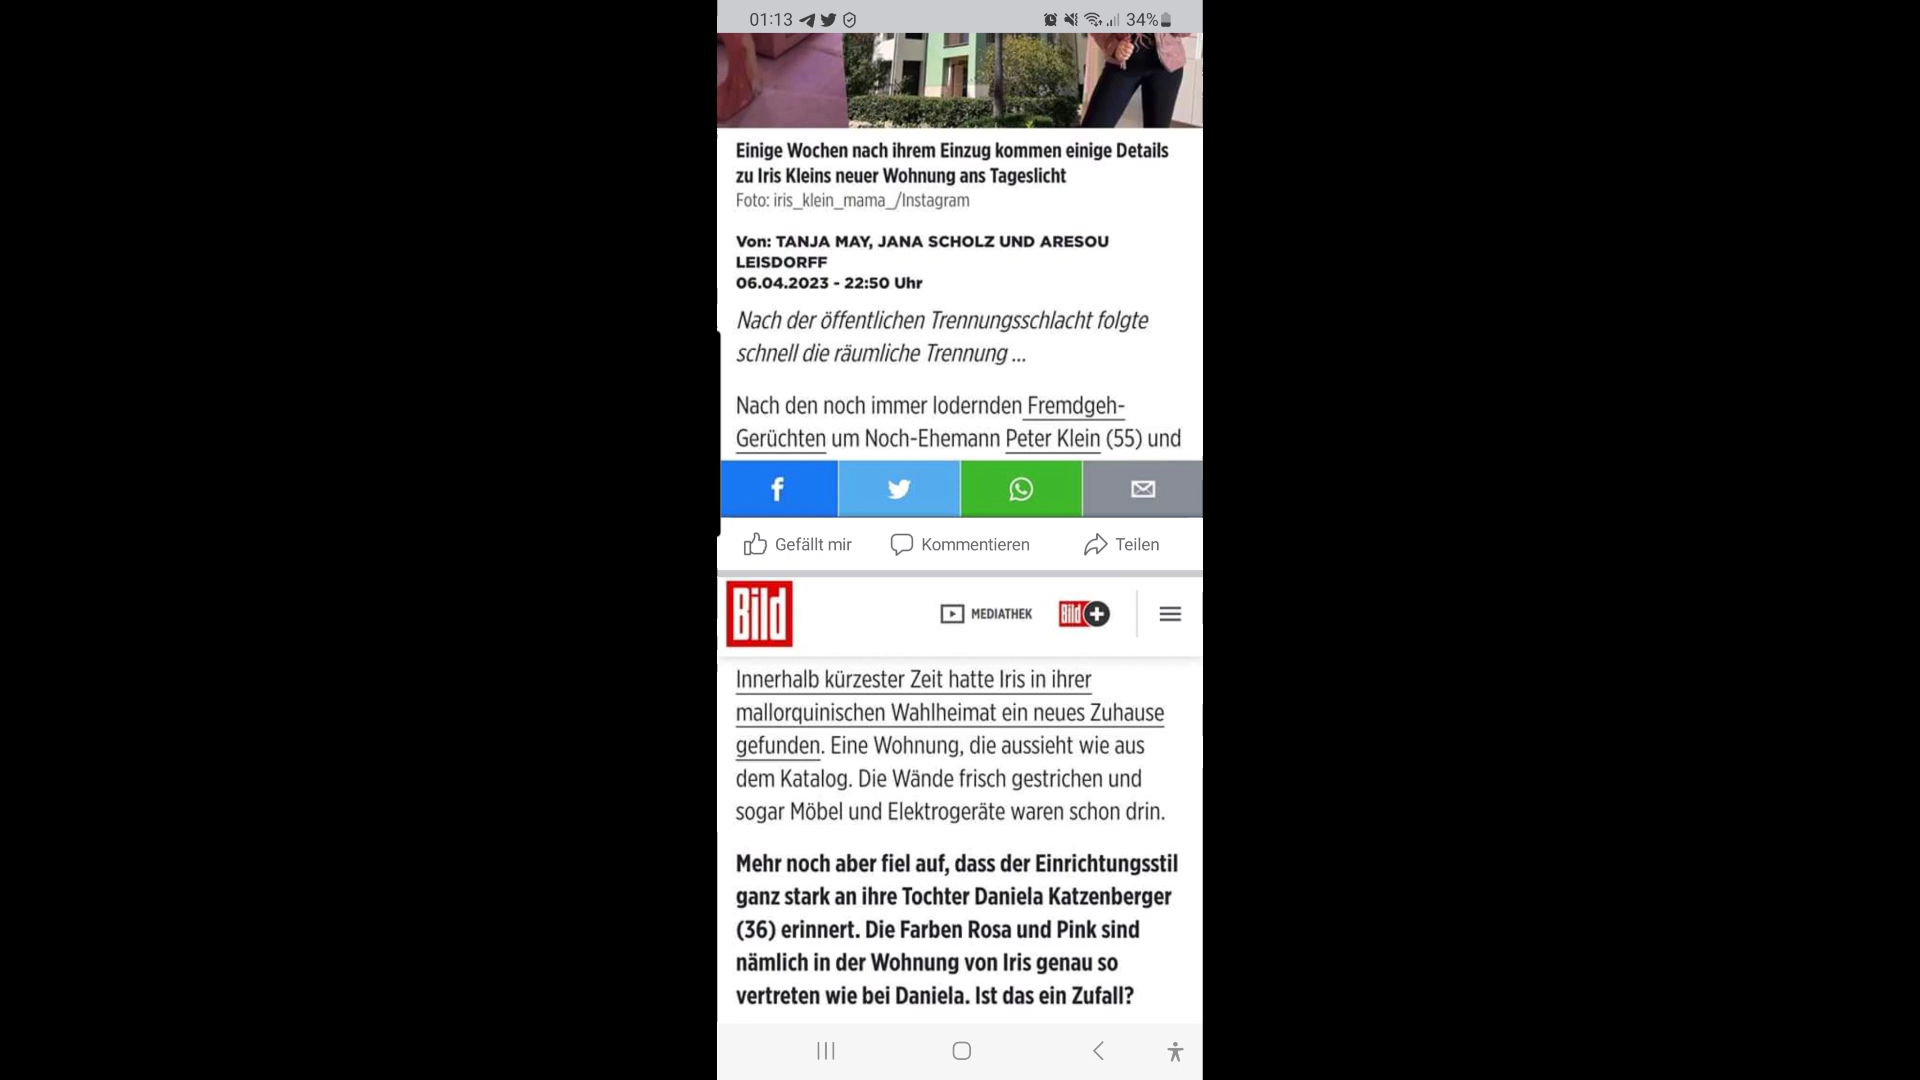 01:13
34%
Einige Wochen nach ihrem Einzug kommen einige Details
zu Iris Kleins neuer Wohnung ans Tageslicht
Foto: iris_klein_mama_/Instagram
Von: TANJA MAY, JANA SCHOLZ UND ARESOU
LEISDORFF
06.04.2023 - 22:50 Uhr
Nach der öffentlichen Trennungsschlacht folgte
schnell die räumliche Trennung ...
Nach den noch immer lodernden Fremdgeh-
Gerüchten um Noch-Ehemann Peter Klein (55) und
Gefällt mir
Kommentieren
Teilen
Bild
MEDIATHEK
Bild+
Innerhalb kürzester Zeit hatte Iris in ihrer
mallorquinischen Wahlheimat ein neues Zuhause
gefunden. Eine Wohnung, die aussieht wie aus
dem Katalog. Die Wände frisch gestrichen und
sogar Möbel und Elektrogeräte waren schon drin.
Mehr noch aber fiel auf, dass der Einrichtungsstil
ganz stark an ihre Tochter Daniela Katzenberger
(36) erinnert. Die Farben Rosa und Pink sind
nämlich in der Wohnung von Iris genau so
vertreten wie bei Daniela. Ist das ein Zufall?